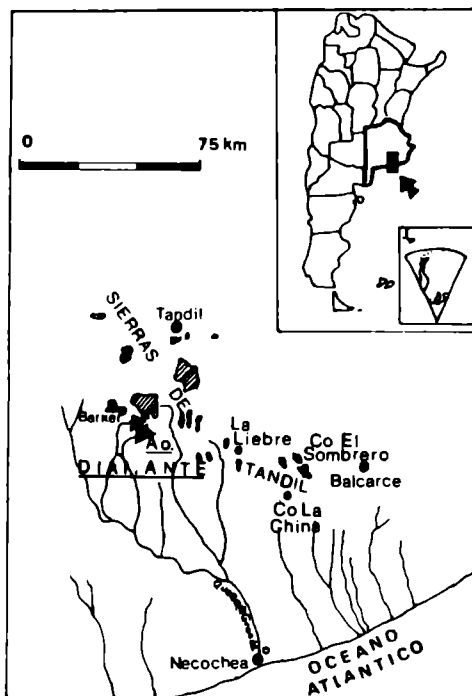 0 75 km
SIERRAS
Tandil
DE
Barker
Ao.
DIAMANTE
La
Liebre
Co El
Sombrero
TANDIL
Balcarce
Co La
China
Necochea
OCEANO
ATLANTICO